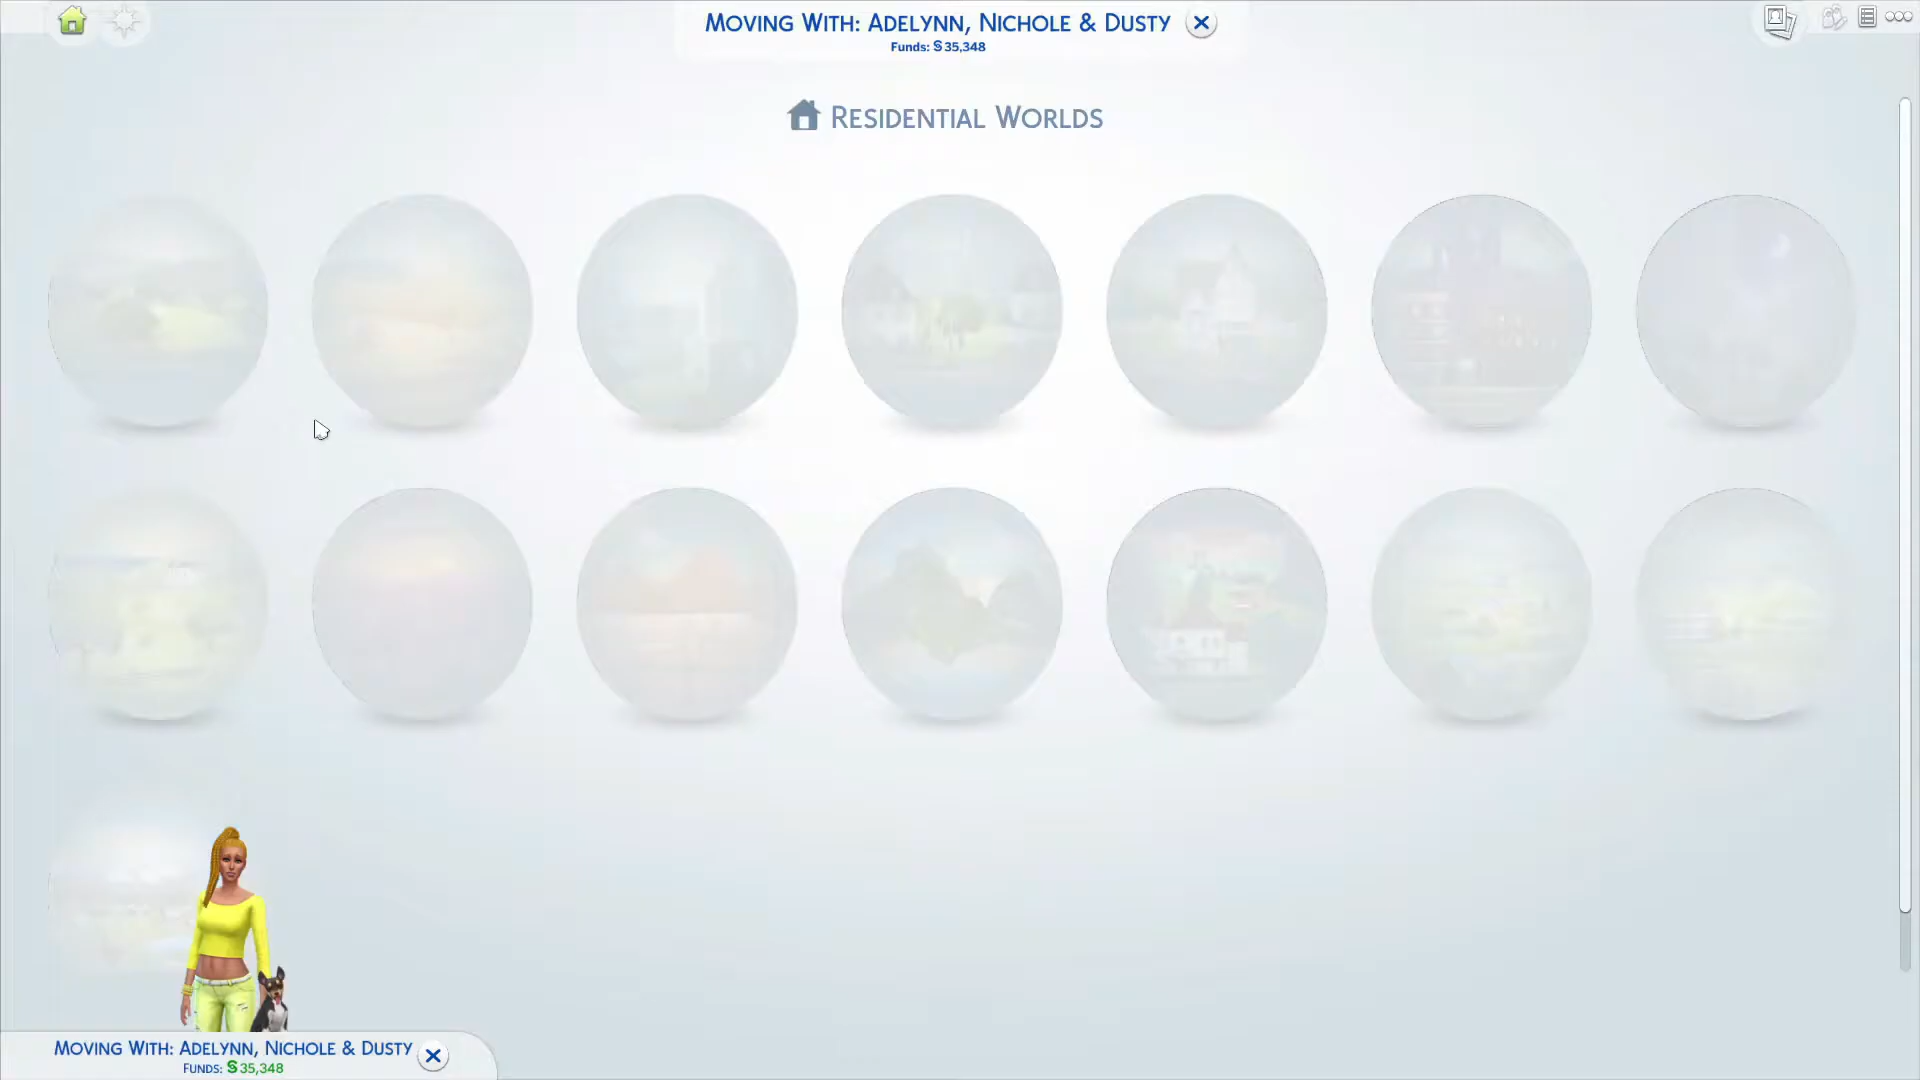 MOVING WITH: ADELYNN, NICHOLE & DUSTY
Funds: §35,348
RESIDENTIAL WORLDS
MOVING WITH: ADELYNN, NICHOLE & DUSTY
FUNDS: §35,348